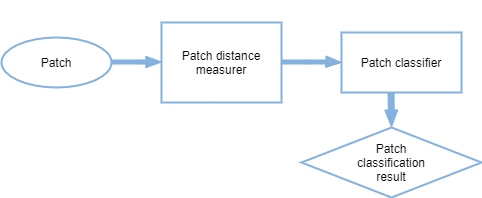 Patch
Patch distance
measurer
Patch classifier
Patch
classification
result